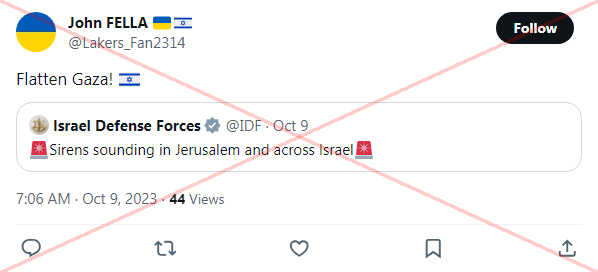 John FELLA 🇺🇦🇮🇱
@Lakers_Fan2314
Follow
Flatten Gaza! 🇮🇱
Israel Defense Forces @IDF · Oct 9
🚨Sirens sounding in Jerusalem and across Israel🚨
7:06 AM · Oct 9, 2023 · 44 Views